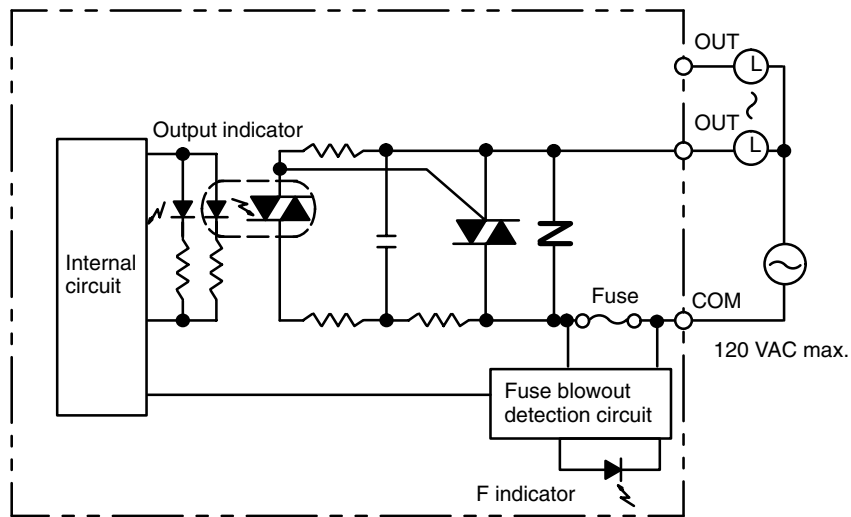 OUT
L
OUT
L
Output indicator
Internal
circuit
Fuse
COM
120 VAC max.
Fuse blowout
detection circuit
F indicator